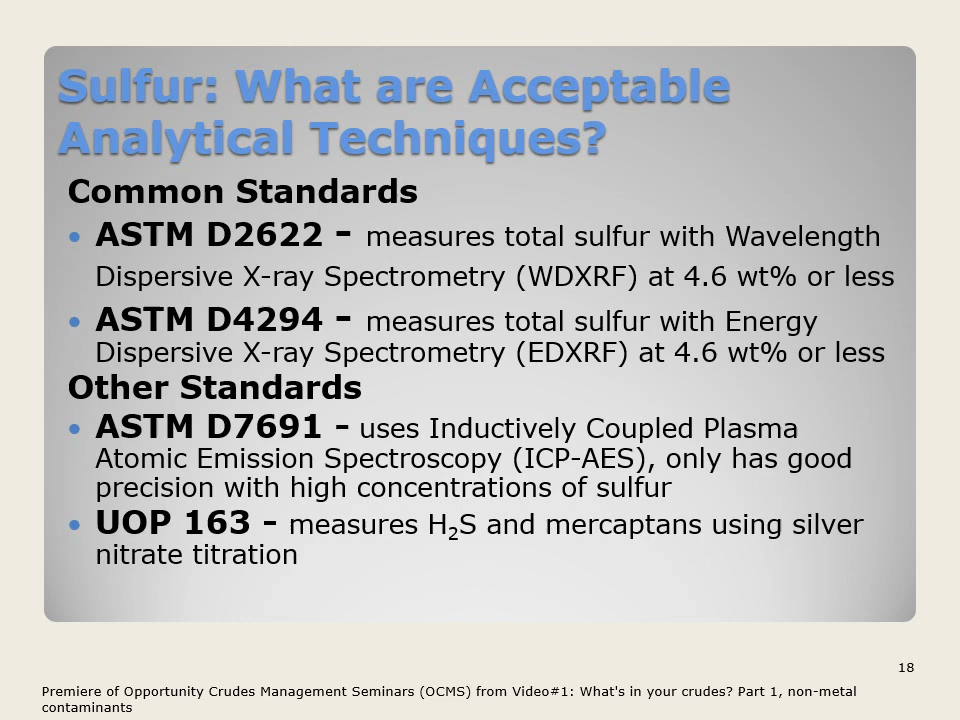 Sulfur: What are Acceptable
Analytical Techniques?
Common Standards
• ASTM D2622 - measures total sulfur with Wavelength
Dispersive X-ray Spectrometry (WDXRF) at 4.6 wt% or less
• ASTM D4294 - measures total sulfur with Energy
Dispersive X-ray Spectrometry (EDXRF) at 4.6 wt% or less
Other Standards
• ASTM D7691 - uses Inductively Coupled Plasma
Atomic Emission Spectroscopy (ICP-AES), only has good
precision with high concentrations of sulfur
• UOP 163 - measures H₂S and mercaptans using silver
nitrate titration
18
Premiere of Opportunity Crudes Management Seminars (OCMS) from Video#1: What's in your crudes? Part 1, non-metal
contaminants